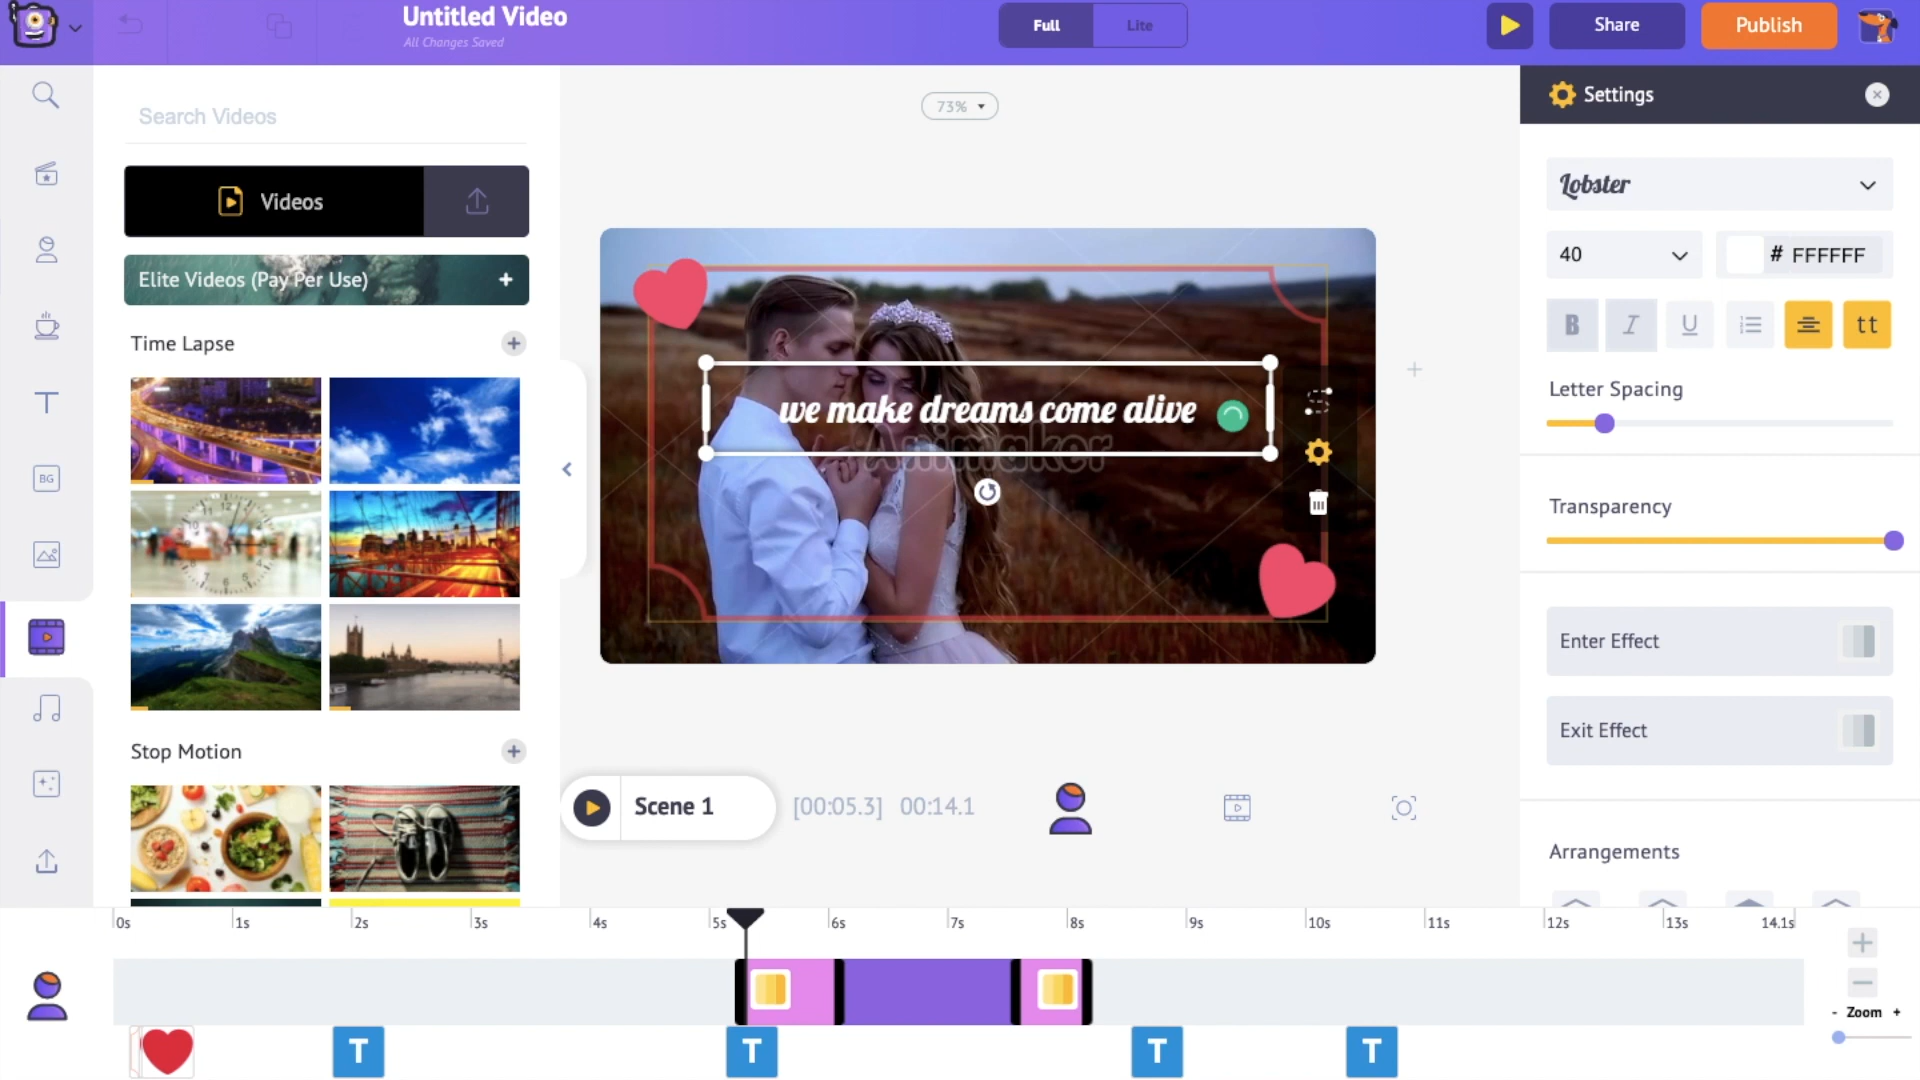 Untitled Video
All Changes Saved
Full
Lite
Share
Publish
Search Videos
73%
Settings
Videos
Elite Videos (Pay Per Use)
Lobster
40
# FFFFFF
B
I
U
tt
Time Lapse
Letter Spacing
we make dreams come alive
Animaker
BG
Transparency
Enter Effect
Exit Effect
Stop Motion
Scene 1
[00:05.3]
00:14.1
Arrangements
0s
1s
2s
3s
4s
5s
6s
7s
8s
9s
10s
11s
12s
13s
14.1s
- Zoom +
T
T
T
T